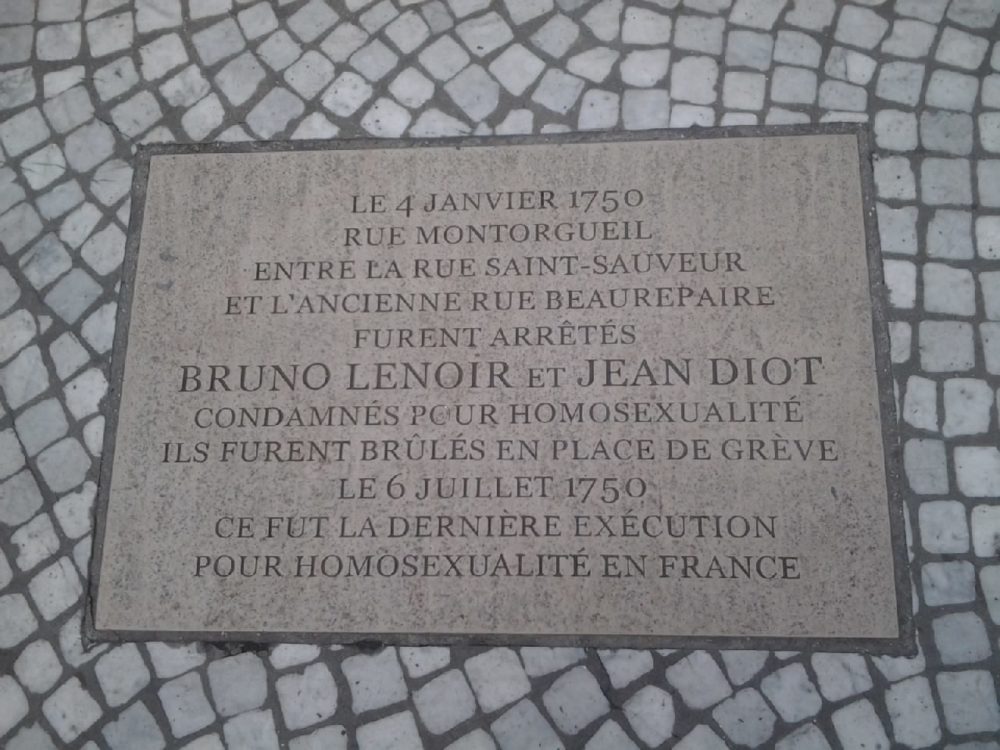 LE 4 JANVIER 1750
RUE MONTORGUEIL
ENTRE LA RUE SAINT-SAUVEUR
ET L'ANCIENNE RUE BEAUREPAIRE
FURENT ARRÊTÉS
BRUNO LENOIR ET JEAN DIOT
CONDAMNÉS POUR HOMOSEXUALITÉ
ILS FURENT BRÛLÉS EN PLACE DE GRÈVE
LE 6 JUILLET 1750
CE FUT LA DERNIÈRE EXÉCUTION
POUR HOMOSEXUALITÉ EN FRANCE